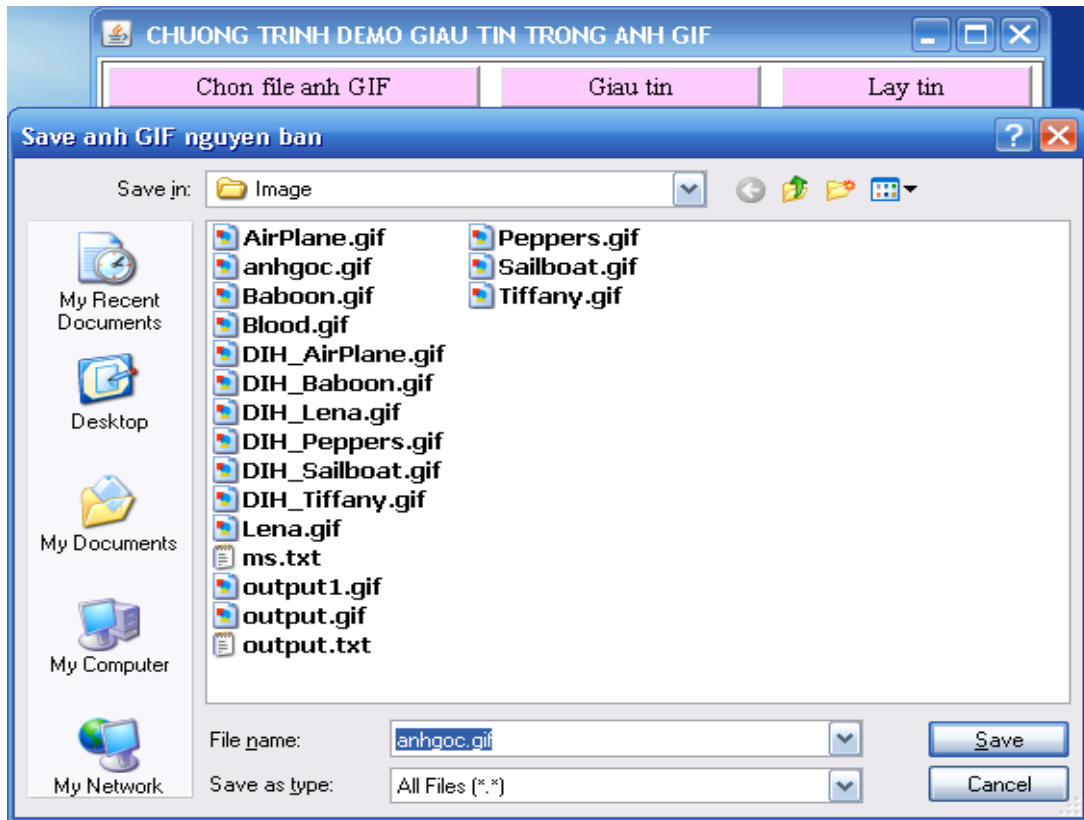 CHUONG TRINH DEMO GIAU TIN TRONG ANH GIF
Chon file anh GIF
Giau tin
Lay tin
Save anh GIF nguyen ban
Save in:
Image
My Recent
Documents
Desktop
My Documents
My Computer
My Network
AirPlane.gif
anhgoc.gif
Baboon.gif
Blood.gif
DIH_AirPlane.gif
DIH_Baboon.gif
DIH_Lena.gif
DIH_Peppers.gif
DIH_Sailboat.gif
DIH_Tiffany.gif
Lena.gif
ms.txt
output1.gif
output.gif
output.txt
Peppers.gif
Sailboat.gif
Tiffany.gif
File name:
anhgoc.gif
Save
Save as type:
All Files (*.*)
Cancel